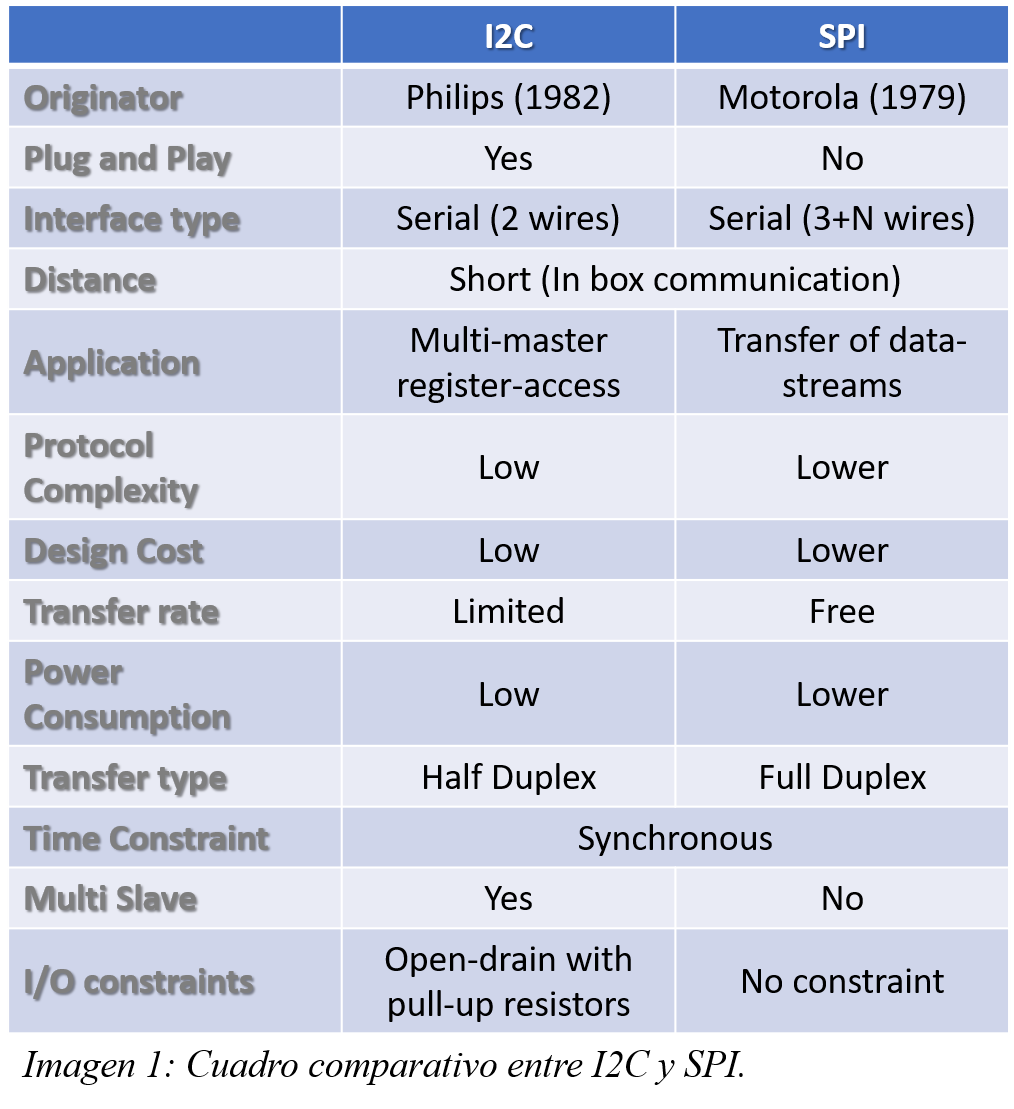 I2C SPI
Originator Philips (1982) Motorola (1979)
Plug and Play Yes No
Interface type Serial (2 wires) Serial (3+N wires)
Distance Short (In box communication)
Application Multi-master register-access Transfer of data-streams
Protocol Complexity Low Lower
Design Cost Low Lower
Transfer rate Limited Free
Power Consumption Low Lower
Transfer type Half Duplex Full Duplex
Time Constraint Synchronous
Multi Slave Yes No
I/O constraints Open-drain with pull-up resistors No constraint
Imagen 1: Cuadro comparativo entre I2C y SPI.